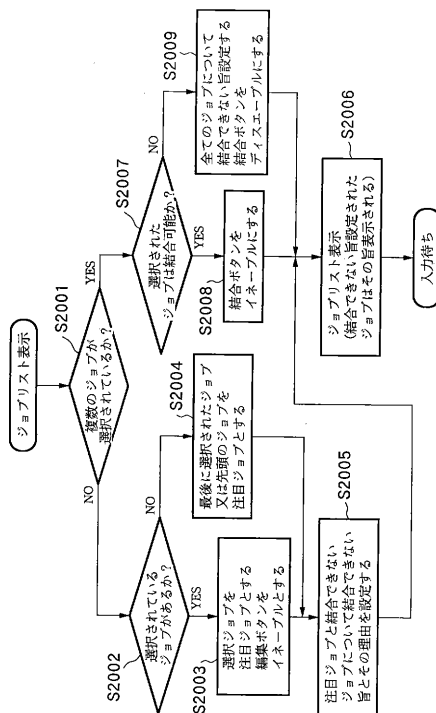 ジョブリスト表示
S2001
複数のジョブが
選択されているか?
YES
NO
S2002
選択されている
ジョブがあるか?
NO
YES
S2003
選択ジョブを
注目ジョブとする
編集ボタンを
イネーブルとする
S2004
最後に選択されたジョブ
又は先頭のジョブを
注目ジョブとする
S2005
注目ジョブと結合できない
ジョブについて結合できない
旨とその理由を設定する
S2007
選択された
ジョブは結合可能か?
NO
YES
S2008
結合ボタンを
イネーブルにする
S2009
全てのジョブについて
結合できない旨設定する
結合ボタンを
ディスエーブルにする
S2006
ジョブリスト表示
(結合できない旨設定された
ジョブはその旨表示される)
入力待ち